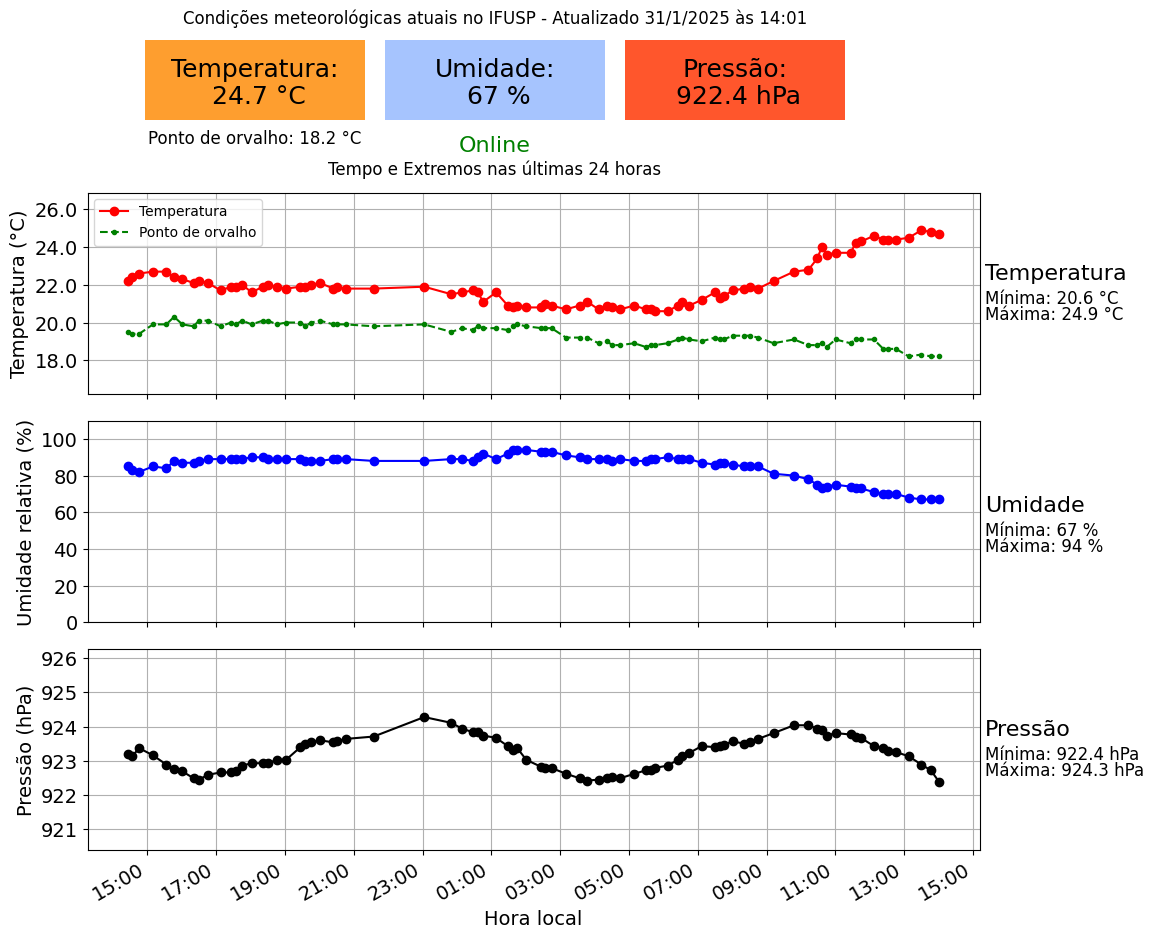 Condições meteorológicas atuais no IFUSP - Atualizado 31/1/2025 às 14:01
Temperatura:
24.7 °C
Umidade:
67 %
Pressão:
922.4 hPa
Ponto de orvalho: 18.2 °C
Online
Tempo e Extremos nas últimas 24 horas
Temperatura (°C)
26.0
24.0
22.0
20.0
18.0
Temperatura
Ponto de orvalho
Temperatura
Mínima: 20.6 °C
Máxima: 24.9 °C
Umidade relativa (%)
100
80
60
40
20
0
Umidade
Mínima: 67 %
Máxima: 94 %
Pressão (hPa)
926
925
924
923
922
921
Pressão
Mínima: 922.4 hPa
Máxima: 924.3 hPa
15:00
17:00
19:00
21:00
23:00
01:00
03:00
05:00
07:00
09:00
11:00
13:00
15:00
Hora local